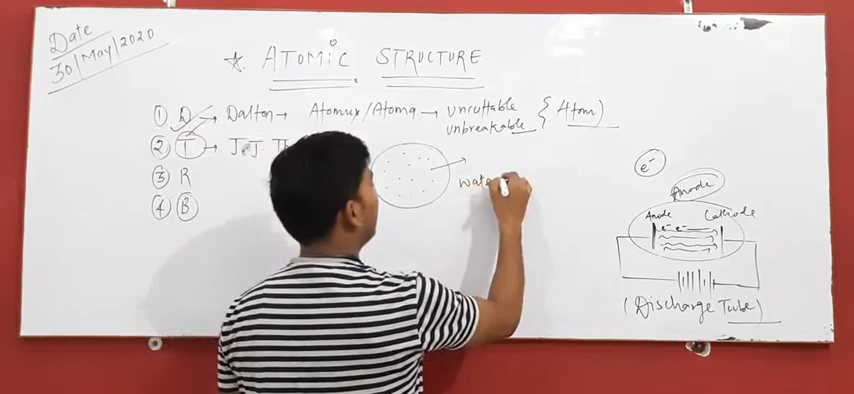 Date
30/May/2020
* ATOMIC STRUCTURE
① D → Dalton → Atomux/Atoma → uncuttable { Atom )
unbreakable
② T → J.J. Th
③ R
④ B
wate
e⁻
Anode
Anode Cathode
e⁻ e⁻
(Discharge Tube)